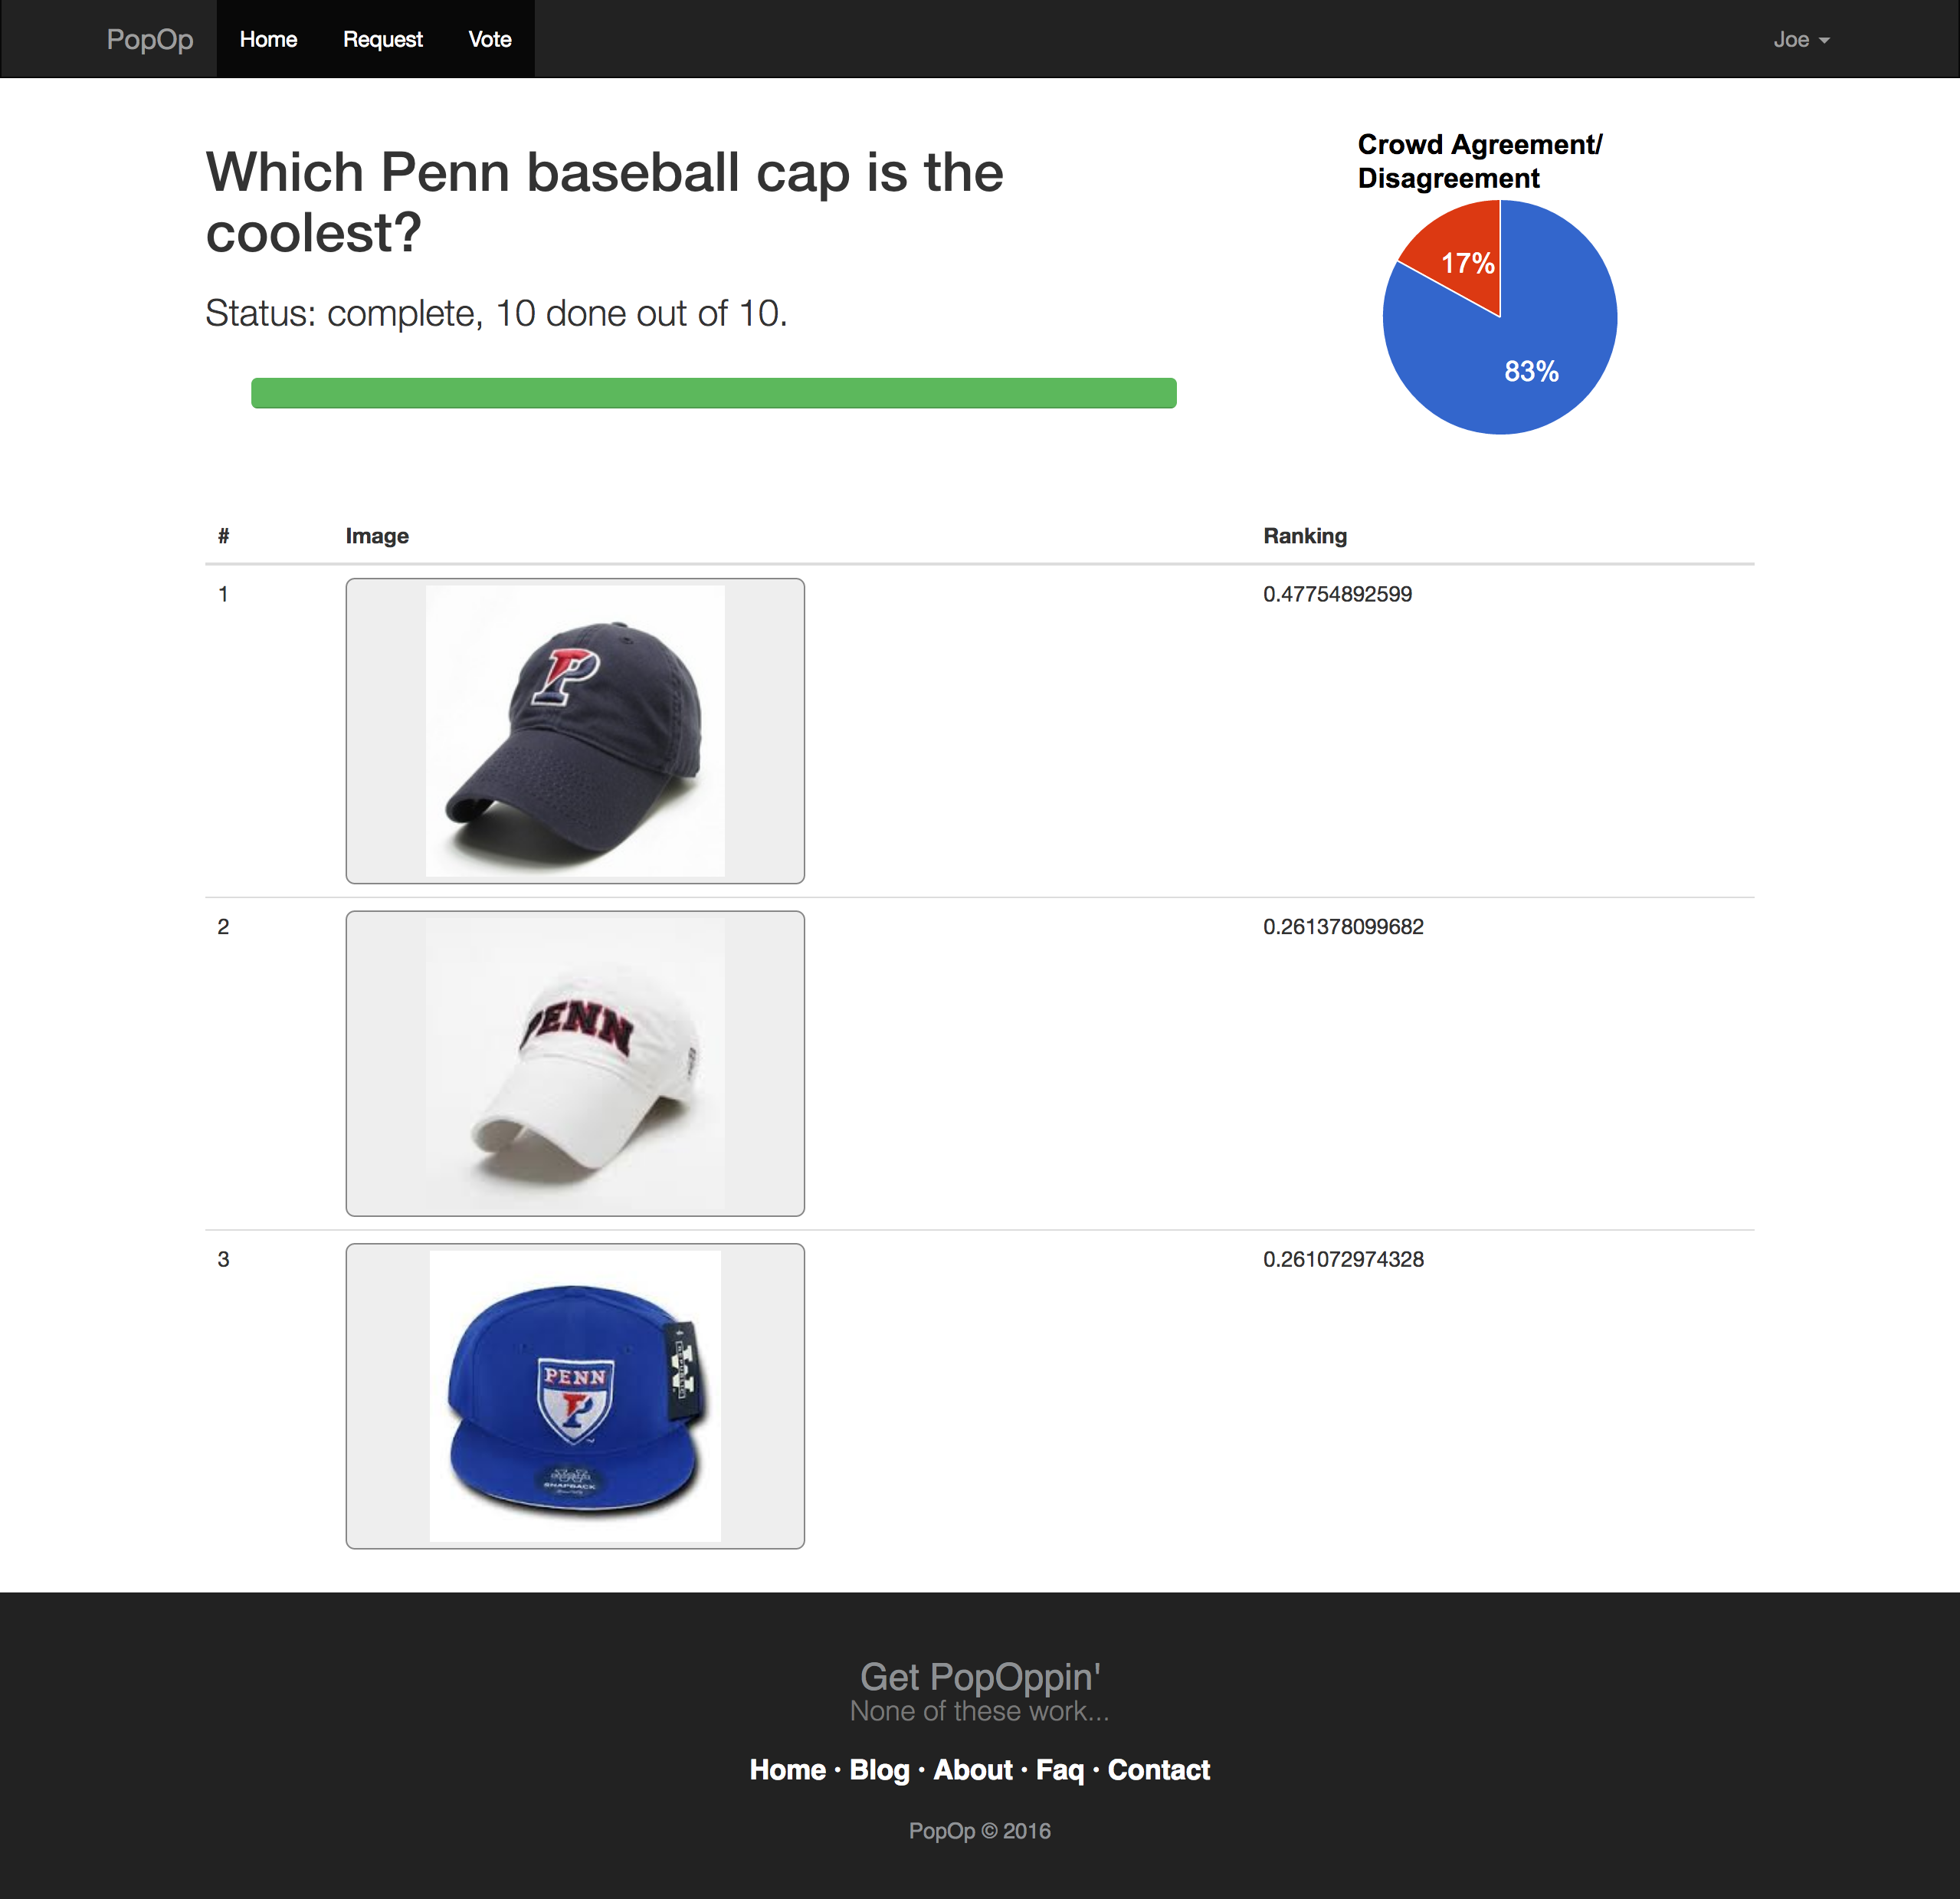 PopOp Home Request Vote Joe
Which Penn baseball cap is the
coolest?
Status: complete, 10 done out of 10.
Crowd Agreement/
Disagreement
17%
83%
# Image Ranking
1 0.47754892599
P
2 0.261378099682
PENN
3 0.261072974328
PENN
P
SNAPBACK
Get PopOppin'
None of these work...
Home · Blog · About · Faq · Contact
PopOp © 2016